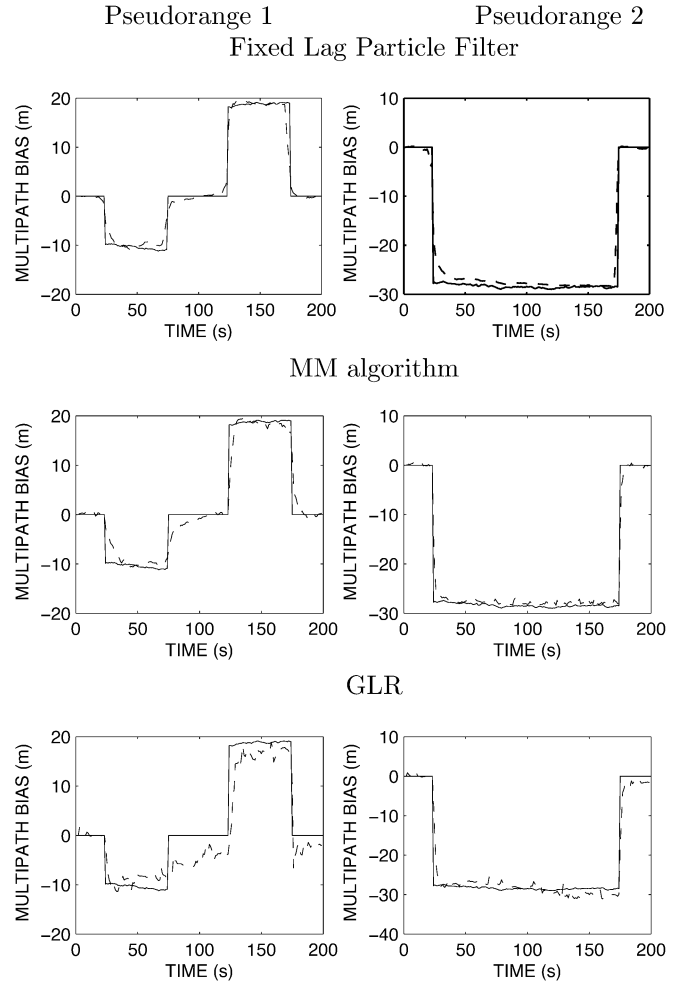 Pseudorange 1 Pseudorange 2
Fixed Lag Particle Filter
20
10
0
−10
−20
0 50 100 150 200
TIME (s)
MULTIPATH BIAS (m)
10
0
−10
−20
−30
0 50 100 150 200
TIME (s)
MULTIPATH BIAS (m)
MM algorithm
20
10
0
−10
−20
0 50 100 150 200
TIME (s)
MULTIPATH BIAS (m)
10
0
−10
−20
−30
0 50 100 150 200
TIME (s)
MULTIPATH BIAS (m)
GLR
20
10
0
−10
−20
0 50 100 150 200
TIME (s)
MULTIPATH BIAS (m)
10
0
−10
−20
−30
−40
0 50 100 150 200
TIME (s)
MULTIPATH BIAS (m)